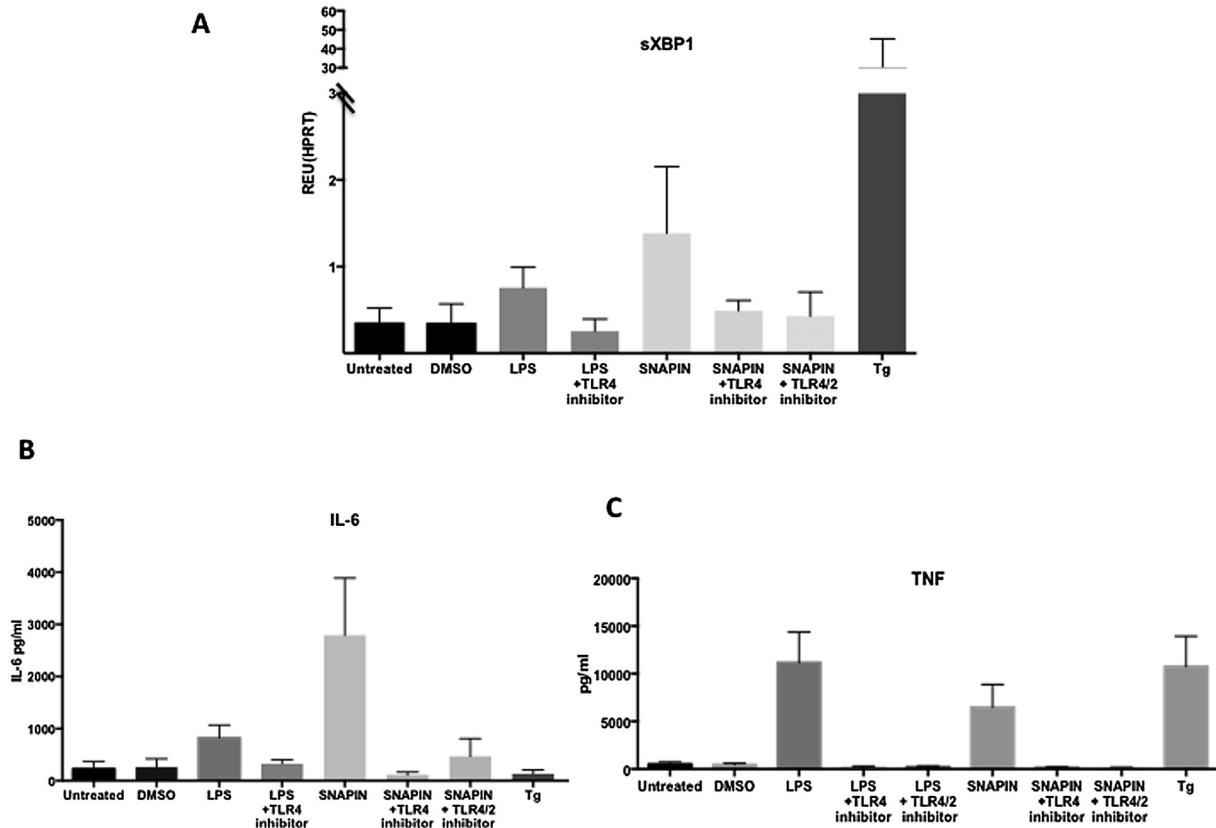 A
sXBP1
REU(HPRT)
60
50
40
30
3
2
1
Untreated DMSO LPS LPS SNAPIN SNAPIN SNAPIN Tg
+TLR4 +TLR4 + TLR4/2
inhibitor inhibitor inhibitor
B
IL-6
IL-6 pg/ml
5000
4000
3000
2000
1000
0
Untreated DMSO LPS LPS SNAPIN SNAPIN SNAPIN Tg
+TLR4 +TLR4 + TLR4/2
inhibitor inhibitor inhibitor
C
TNF
pg/ml
20000
15000
10000
5000
0
Untreated DMSO LPS LPS LPS SNAPIN SNAPIN SNAPIN Tg
+TLR4 + TLR4/2 +TLR4 + TLR4/2
inhibitor inhibitor inhibitor inhibitor